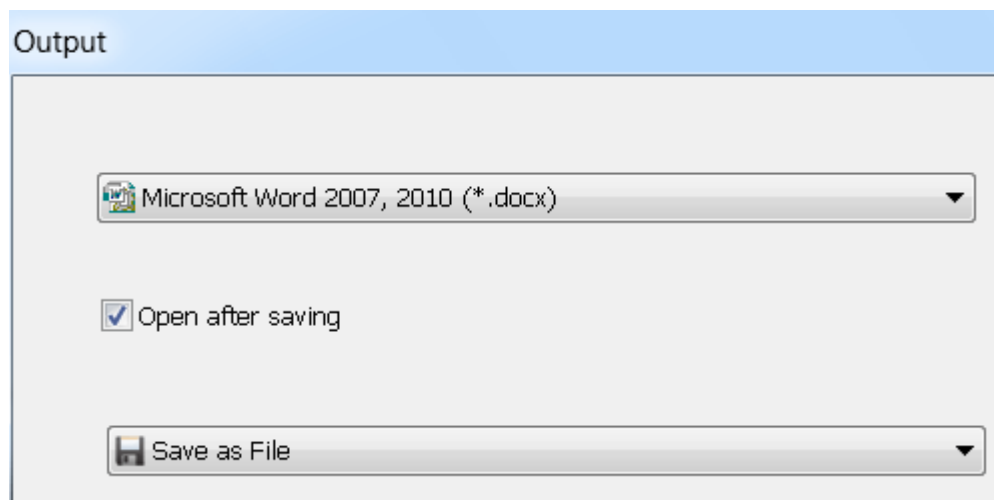 Output
Microsoft Word 2007, 2010 (*.docx)
Open after saving
Save as File